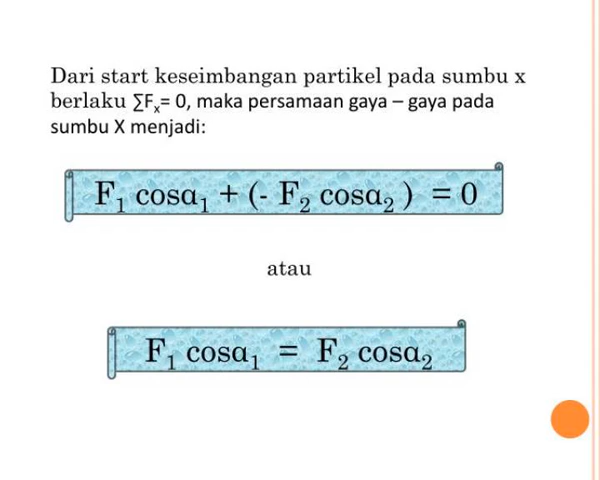 Dari start keseimbangan partikel pada sumbu x
berlaku ∑Fₓ= 0, maka persamaan gaya – gaya pada
sumbu X menjadi:
F₁ cosα₁ + (- F₂ cosα₂ ) = 0
atau
F₁ cosα₁ = F₂ cosα₂